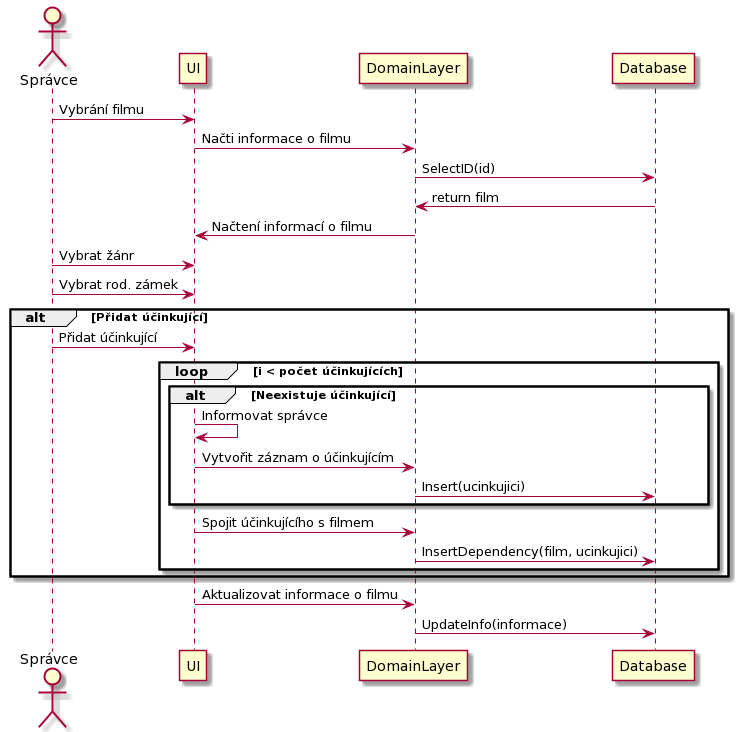 Správce
UI
DomainLayer
Database
Vybrání filmu
Načti informace o filmu
SelectID(id)
return film
Načtení informací o filmu
Vybrat žánr
Vybrat rod. zámek
alt [Přidat účinkující]
Přidat účinkující
loop [i < počet účinkujících]
alt [Neexistuje účinkující]
Informovat správce
Vytvořit záznam o účinkujícím
Insert(ucinkujici)
Spojit účinkujícího s filmem
InsertDependency(film, ucinkujici)
Aktualizovat informace o filmu
UpdateInfo(informace)
Správce
UI
DomainLayer
Database